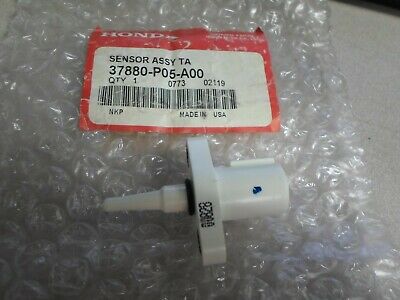 HONDA
SENSOR ASSY TA
37880-P05-A00
QTY 1 0773 02119
NKP MADE IN USA